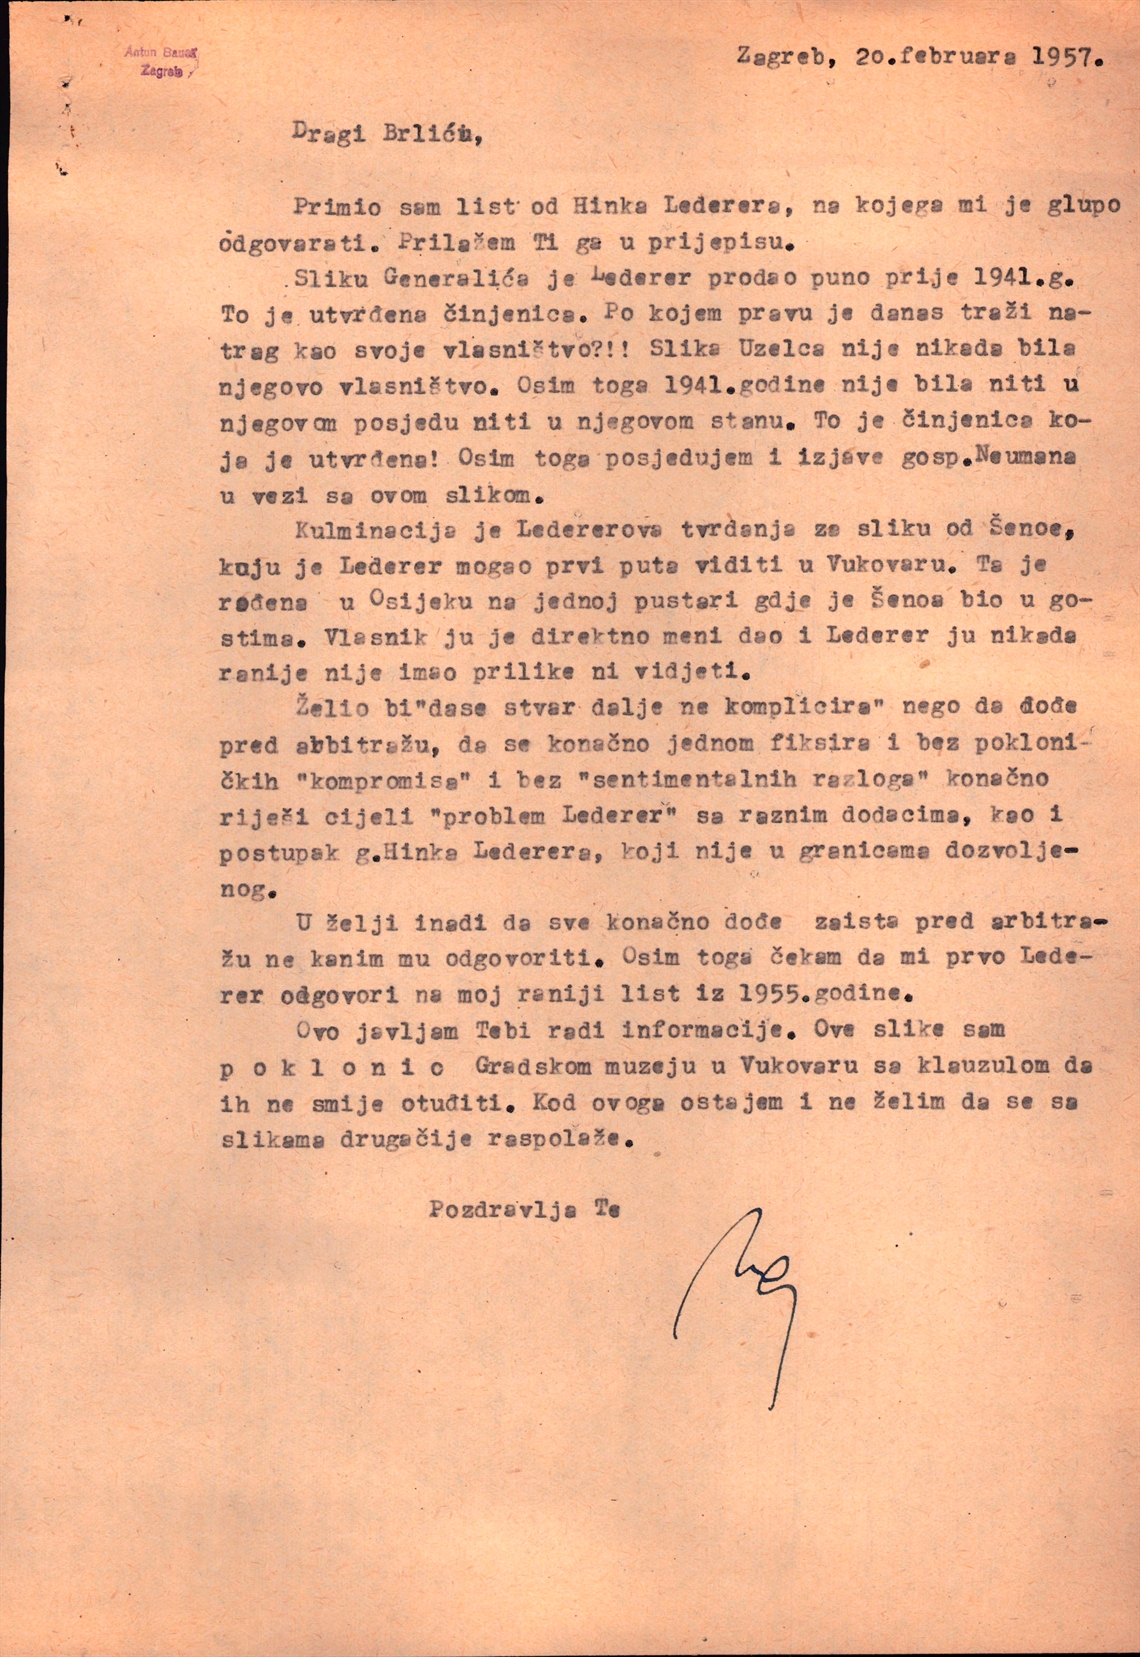 Anton Bauer
Zagreb
Zagreb, 20.februara 1957.
Dragi Brliću,
Primio sam list od Hinka Lederera, na kojega mi je glupo
odgovarati. Prilažem Ti ga u prijepisu.
Sliku Generalića je Lederer prodao puno prije 1941.g.
To je utvrđena činjenica. Po kojem pravu je danas traži na-
trag kao svoje vlasništvo?!! Slika Uzelca nije nikada bila
njegovo vlasništvo. Osim toga 1941.godine nije bila niti u
njegovom posjedu niti u njegovom stanu. To je činjenica ko-
ja je utvrđena! Osim toga posjedujem i izjave gosp.Neumana
u vezi sa ovom slikom.
Kulminacija je Ledererova tvrdanja za sliku od Šenoe,
koju je Lederer mogao prvi puta viditi u Vukovaru. Ta je
rađena u Osijeku na jednoj pustari gdje je Šenoa bio u go-
stima. Vlasnik ju je direktno meni dao i Lederer ju nikada
ranije nije imao prilike ni vidjeti.
Želio bi"dase stvar dalje ne komplicira" nego da dođe
pred arbitražu, da se konačno jednom fiksira i bez pokloni-
čkih "kompromisa" i bez "sentimentalnih razloga" konačno
riješi cijeli "problem Lederer" sa raznim dodacima, kao i
postupak g.Hinka Lederera, koji nije u granicama dozvolje-
nog.
U želji inadi da sve konačno dođe zaista pred arbitra-
žu ne kanim mu odgovoriti. Osim toga čekam da mi prvo Lede-
rer odgovori na moj raniji list iz 1955.godine.
Ovo javljam Tebi radi informacije. Ove slike sam
p o k l o n i o Gradskom muzeju u Vukovaru sa klauzulom da
ih ne smije otuđiti. Kod ovoga ostajem i ne želim da se sa
slikama drugačije raspolaže.
Pozdravlja Te